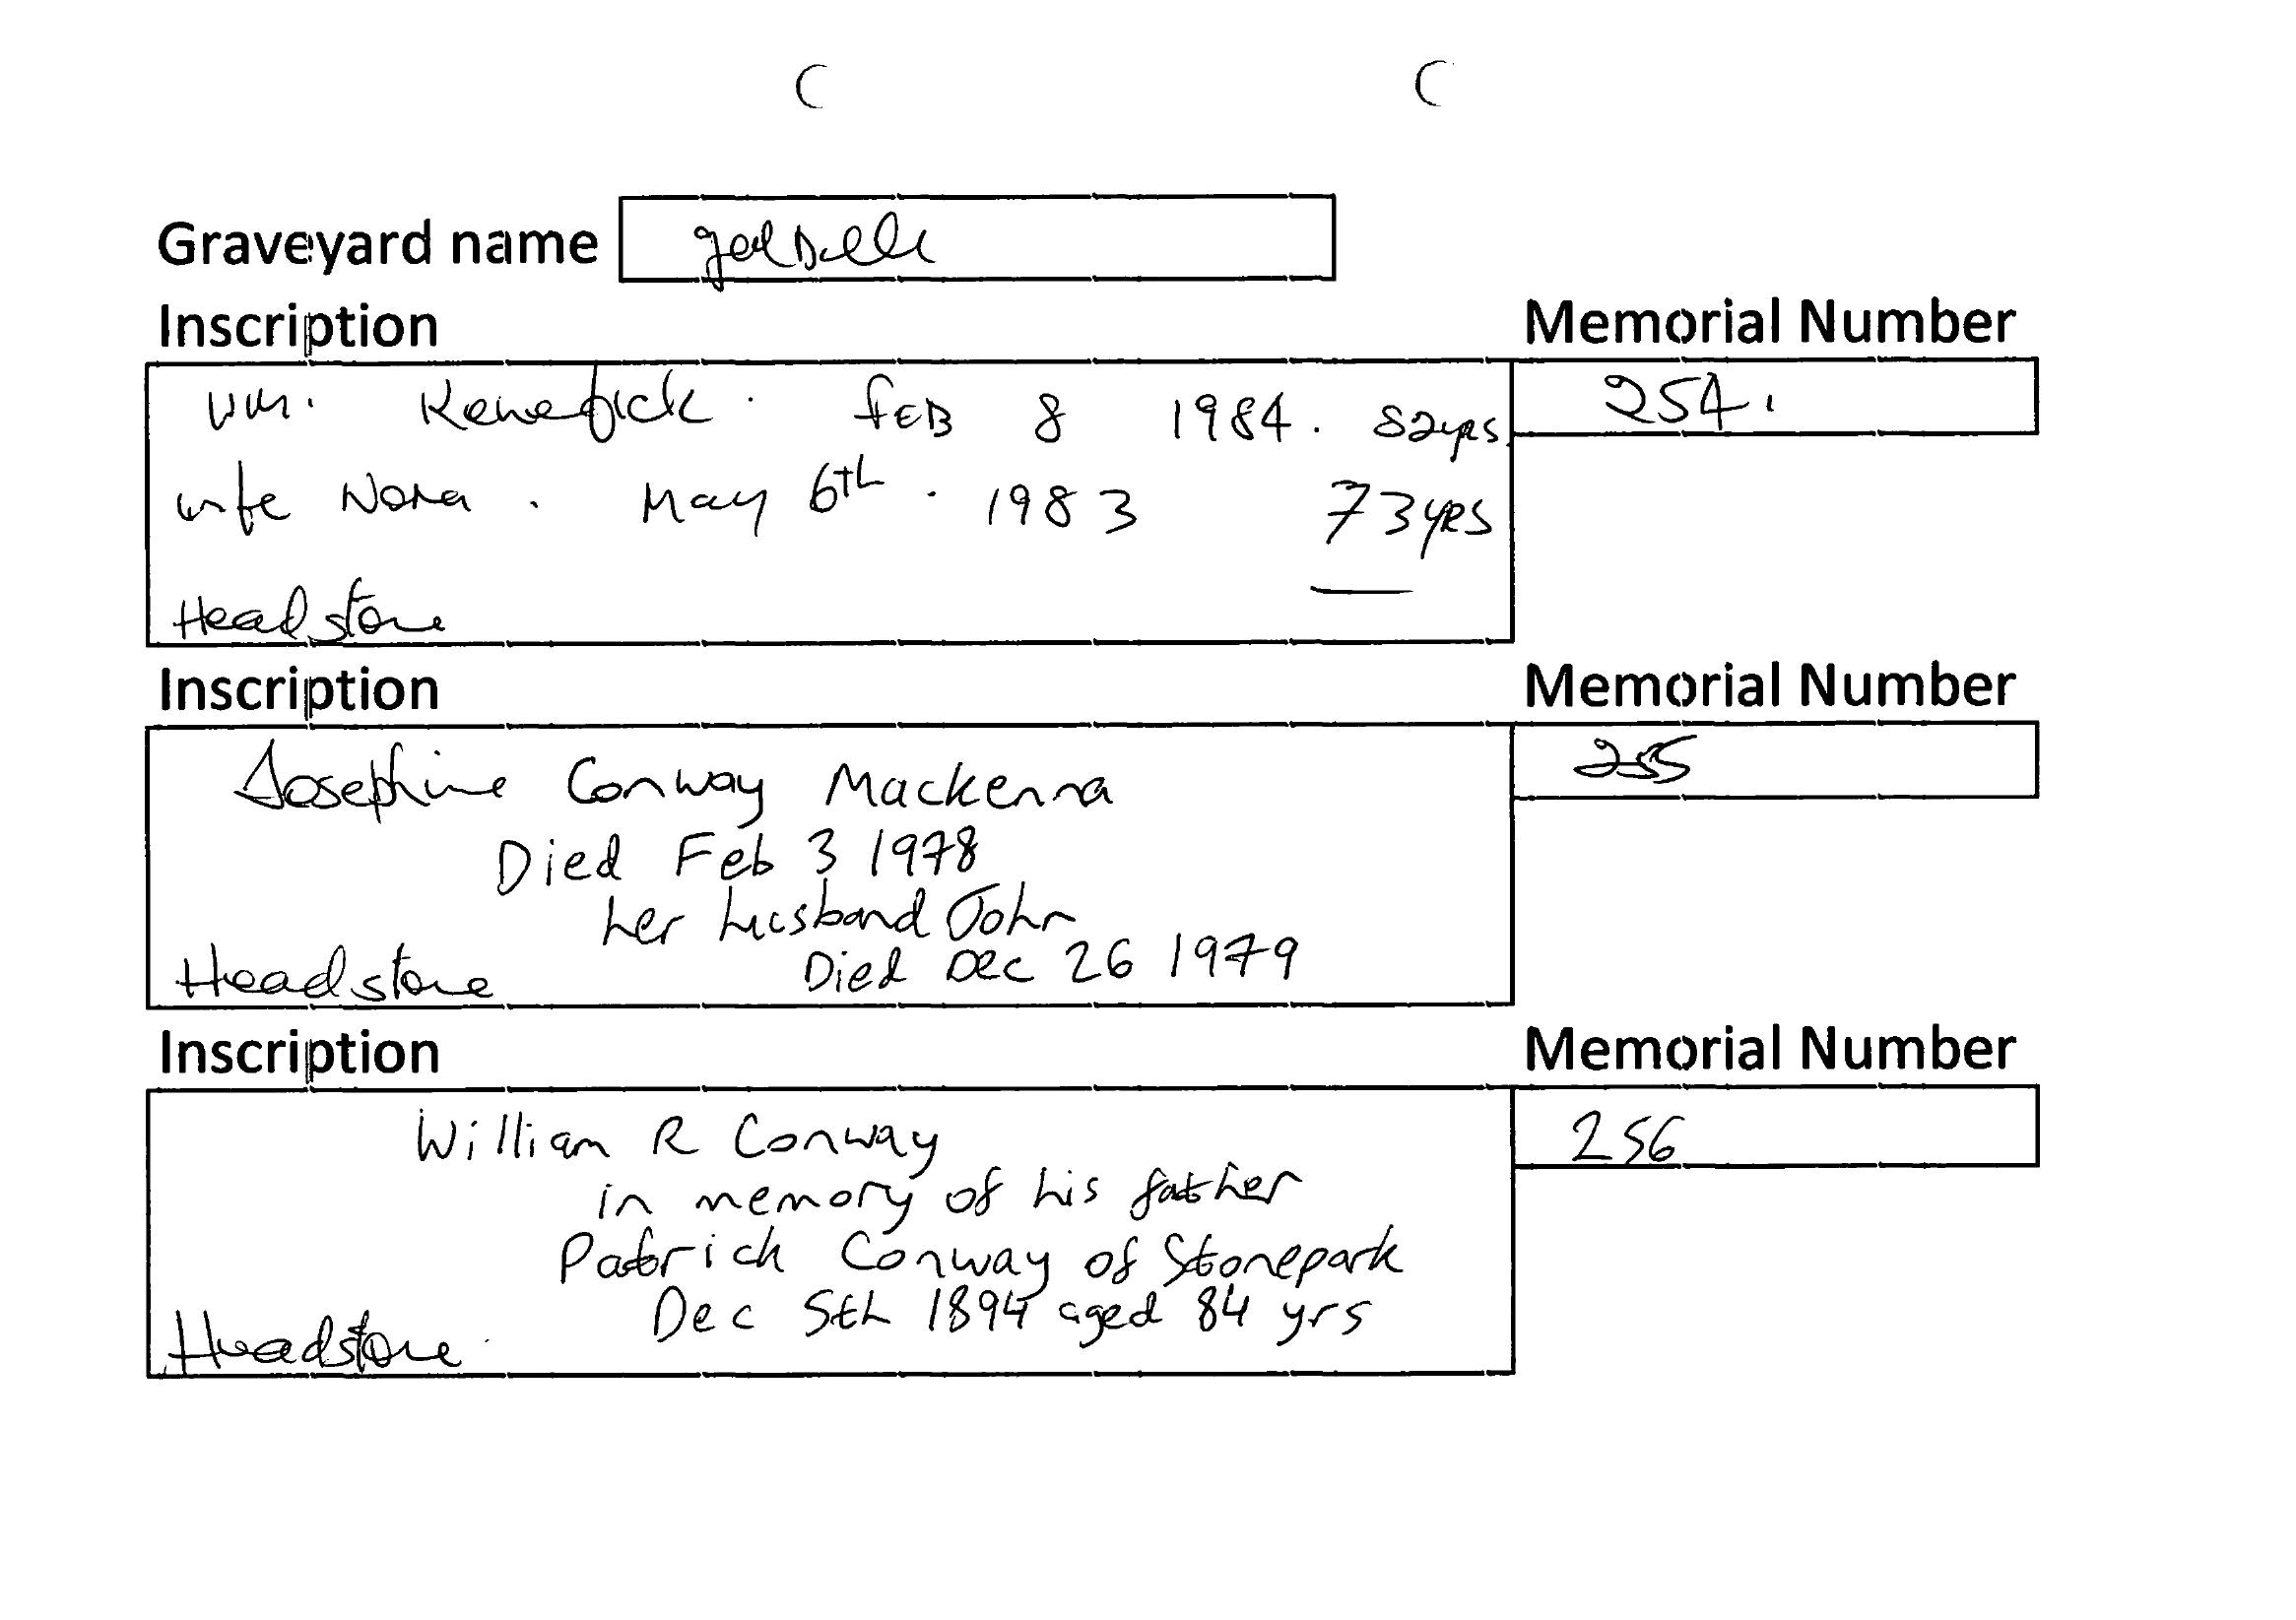 Graveyard name
Inscription Memorial Number
Wm. Kenefick. FEB 8 1984. 82yrs 254.
wife Nora. May 6th. 1983 73yrs
Headstone
Inscription Memorial Number
Josephine Conway Mackenna 255
Died Feb 3 1978
her husband John
Headstone Died Dec 26 1979
Inscription Memorial Number
William R Conway 256
in memory of his father
Patrick Conway of Stonepark
Dec 5th 1894 aged 84 yrs
Headstone